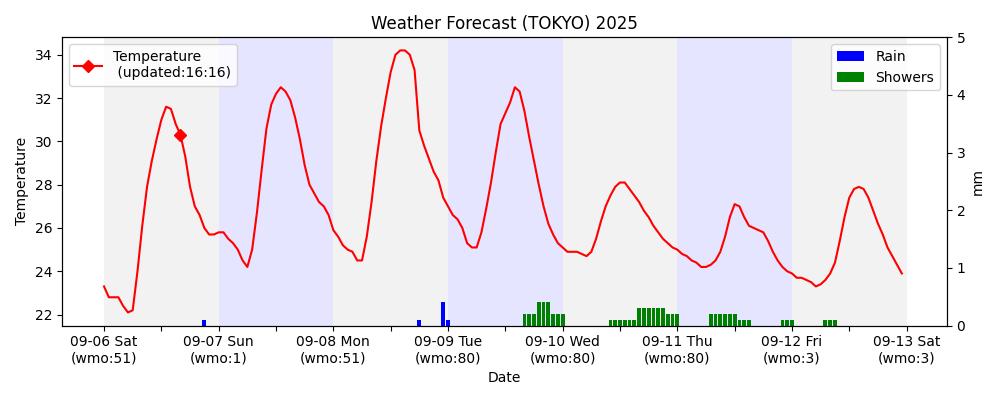 Weather Forecast (TOKYO) 2025
Temperature
(updated:16:16)
Rain
Showers
34
32
30
28
26
24
22
Temperature
5
4
3
2
1
0
mm
09-06 Sat
(wmo:51)
09-07 Sun
(wmo:1)
09-08 Mon
(wmo:51)
09-09 Tue
(wmo:80)
09-10 Wed
(wmo:80)
09-11 Thu
(wmo:80)
09-12 Fri
(wmo:3)
09-13 Sat
(wmo:3)
Date